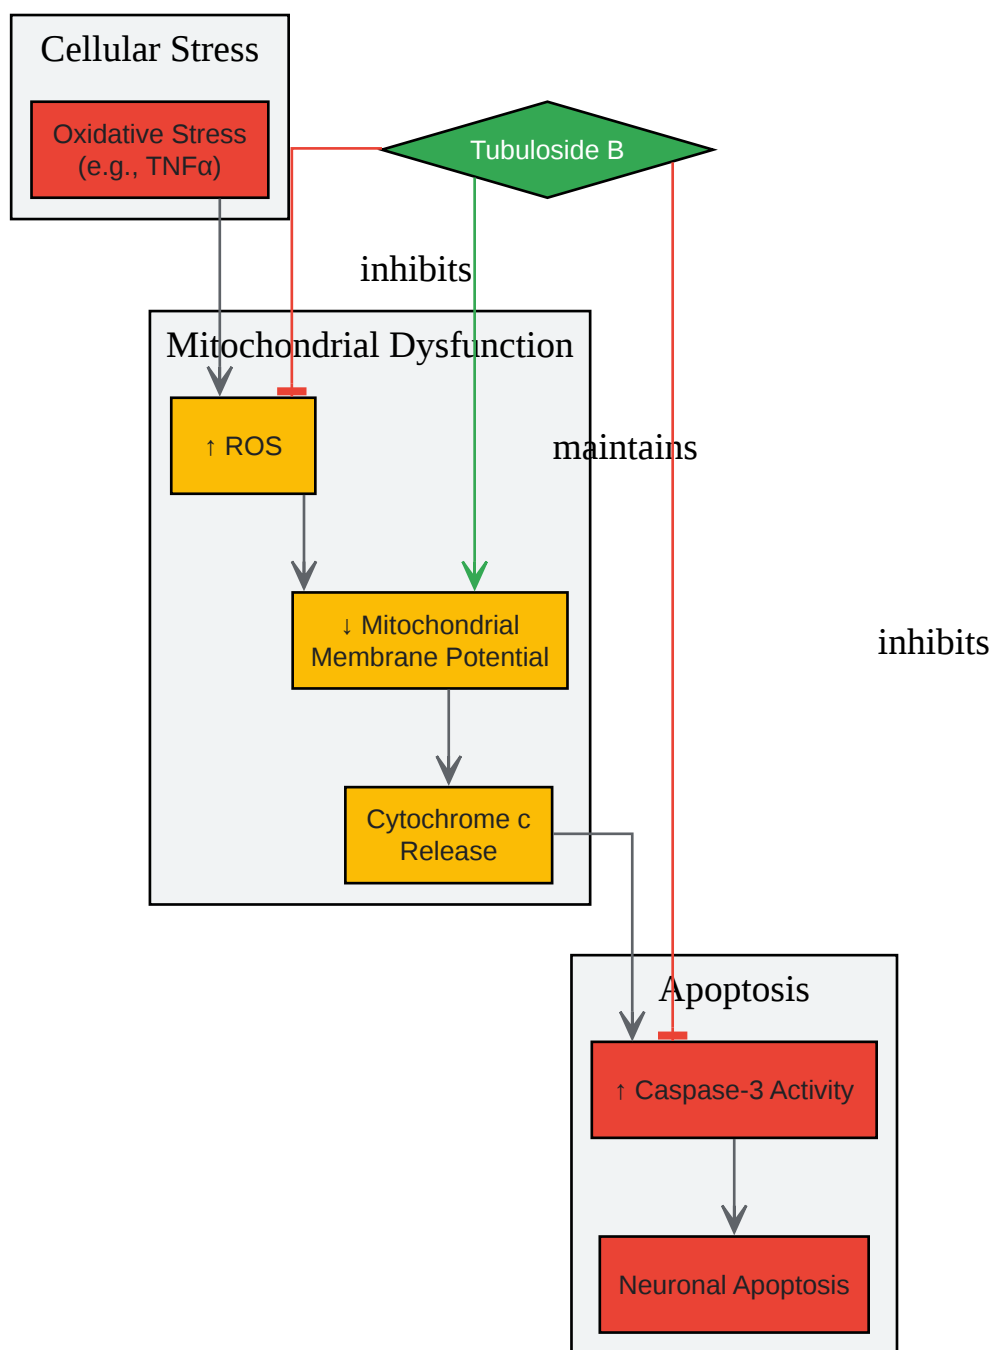 Cellular Stress
Oxidative Stress
(e.g., TNFα)
Tubuloside B
inhibits
Mitochondrial Dysfunction
↑ ROS
maintains
↓ Mitochondrial
Membrane Potential
inhibits
Cytochrome c
Release
Apoptosis
↑ Caspase-3 Activity
Neuronal Apoptosis